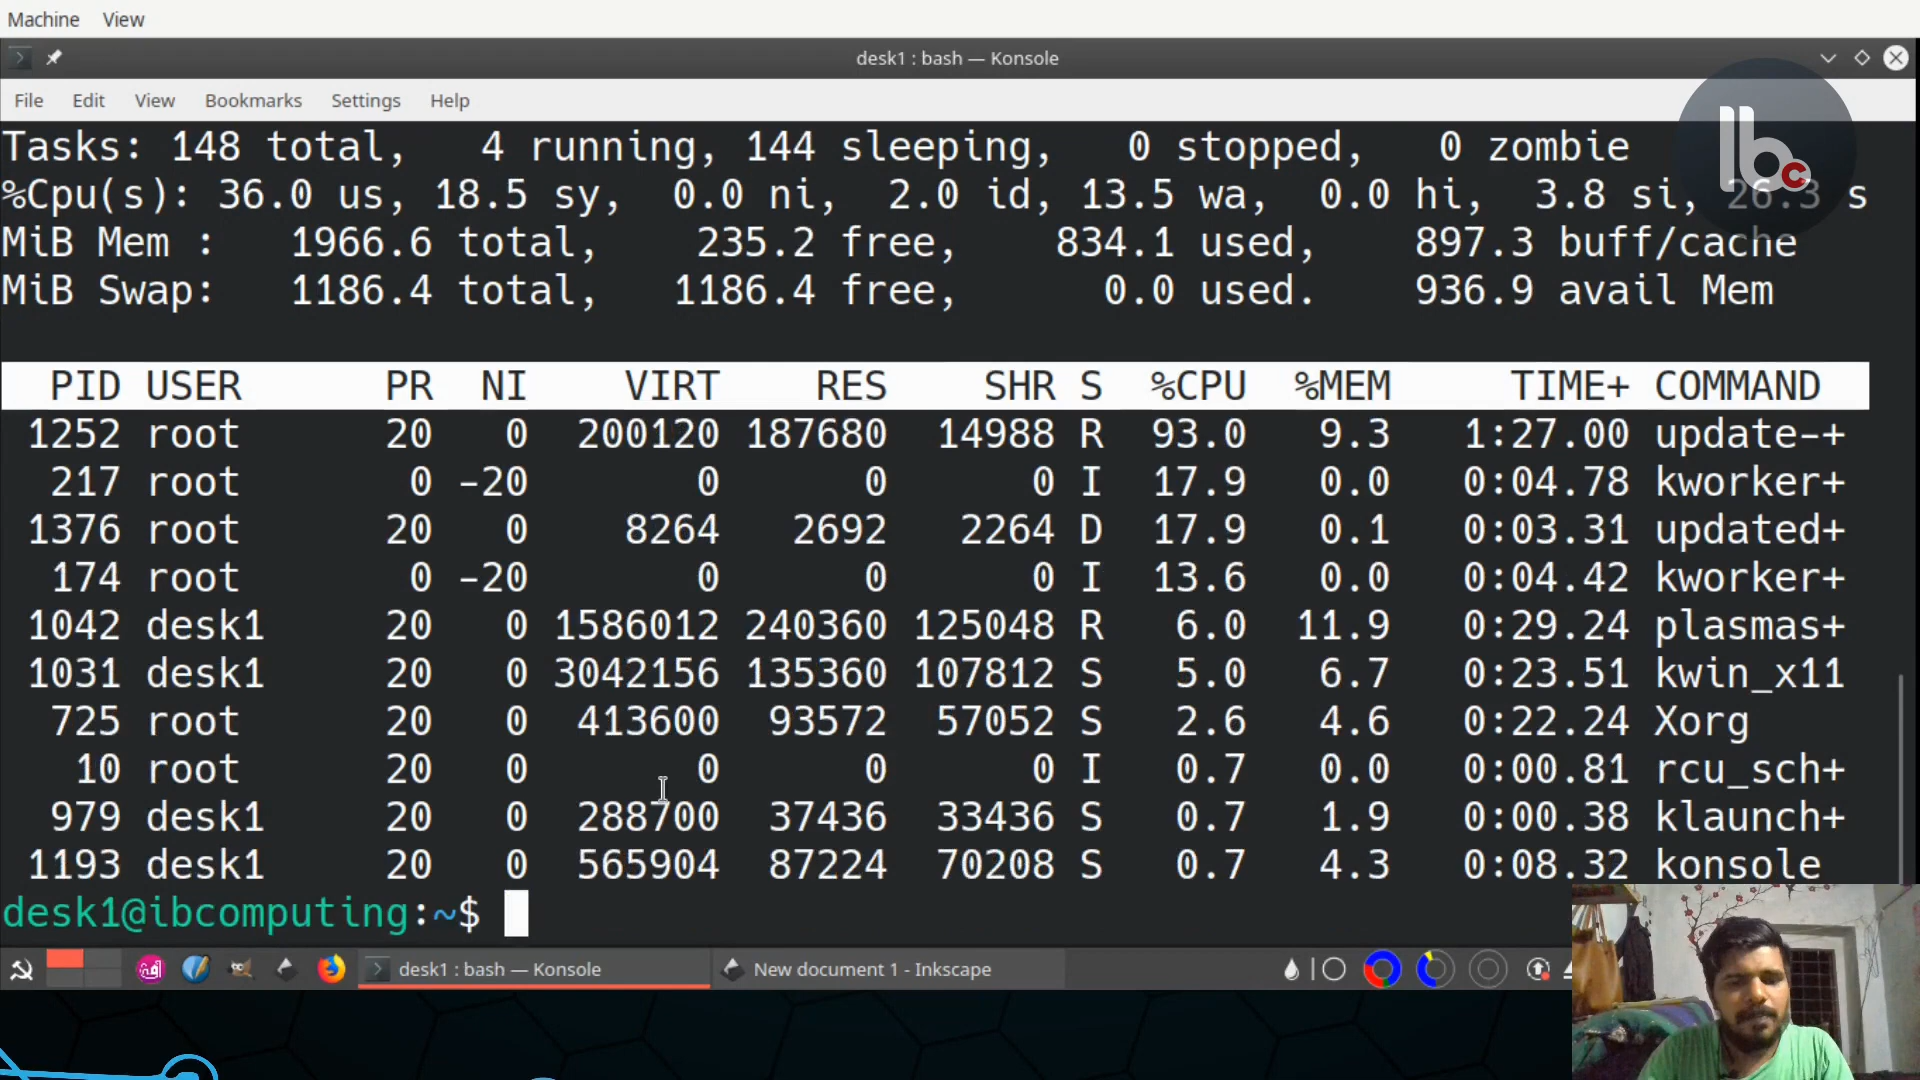 Machine View
desk1 : bash — Konsole
File Edit View Bookmarks Settings Help
Tasks: 148 total, 4 running, 144 sleeping, 0 stopped, 0 zombie
%Cpu(s): 36.0 us, 18.5 sy, 0.0 ni, 2.0 id, 13.5 wa, 0.0 hi, 3.8 si, 26.3 s
MiB Mem : 1966.6 total, 235.2 free, 834.1 used, 897.3 buff/cache
MiB Swap: 1186.4 total, 1186.4 free, 0.0 used. 936.9 avail Mem
PID USER PR NI VIRT RES SHR S %CPU %MEM TIME+ COMMAND
1252 root 20 0 200120 187680 14988 R 93.0 9.3 1:27.00 update-+
217 root 0 -20 0 0 0 I 17.9 0.0 0:04.78 kworker+
1376 root 20 0 8264 2692 2264 D 17.9 0.1 0:03.31 updated+
174 root 0 -20 0 0 0 I 13.6 0.0 0:04.42 kworker+
1042 desk1 20 0 1586012 240360 125048 R 6.0 11.9 0:29.24 plasmas+
1031 desk1 20 0 3042156 135360 107812 S 5.0 6.7 0:23.51 kwin_x11
725 root 20 0 413600 93572 57052 S 2.6 4.6 0:22.24 Xorg
10 root 20 0 0 0 0 I 0.7 0.0 0:00.81 rcu_sch+
979 desk1 20 0 288700 37436 33436 S 0.7 1.9 0:00.38 klaunch+
1193 desk1 20 0 565904 87224 70208 S 0.7 4.3 0:08.32 konsole
desk1@ibcomputing:~$
desk1 : bash — Konsole New document 1 - Inkscape